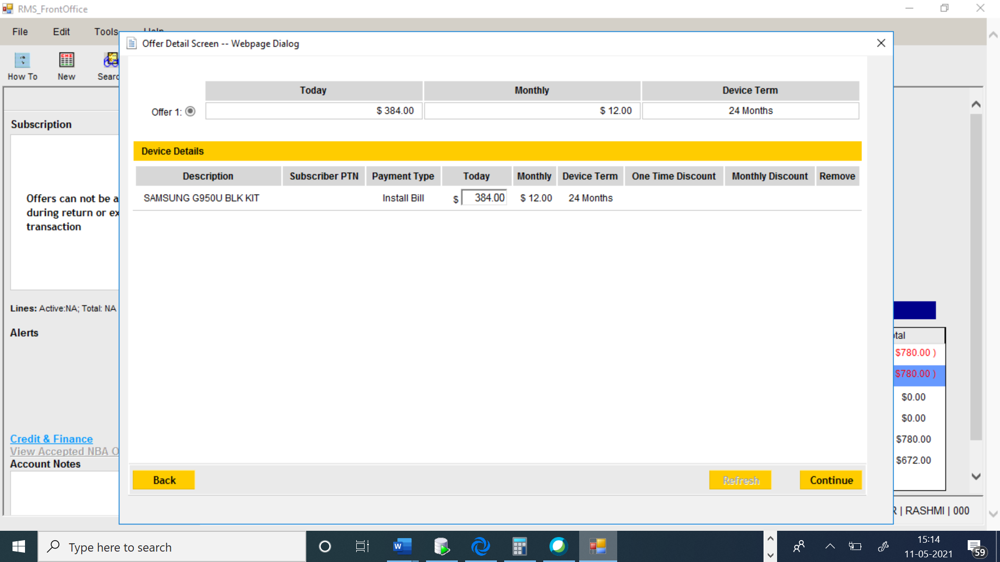 RMS_FrontOffice
File Edit Tools Help
Offer Detail Screen -- Webpage Dialog
How To New Searc
Today Monthly Device Term
Offer 1: $ 384.00 $ 12.00 24 Months
Subscription
Device Details
Description Subscriber PTN Payment Type Today Monthly Device Term One Time Discount Monthly Discount Remove
SAMSUNG G950U BLK KIT Install Bill $ 384.00 $ 12.00 24 Months
Offers can not be a
during return or ex
transaction
Lines: Active:NA; Total: NA
Alerts
tal
$780.00 )
$780.00 )
$0.00
$0.00
$780.00
$672.00
Credit & Finance
View Accepted NBA O
Account Notes
Back Refresh Continue
R | RASHMI | 000
Type here to search
15:14
11-05-2021
59